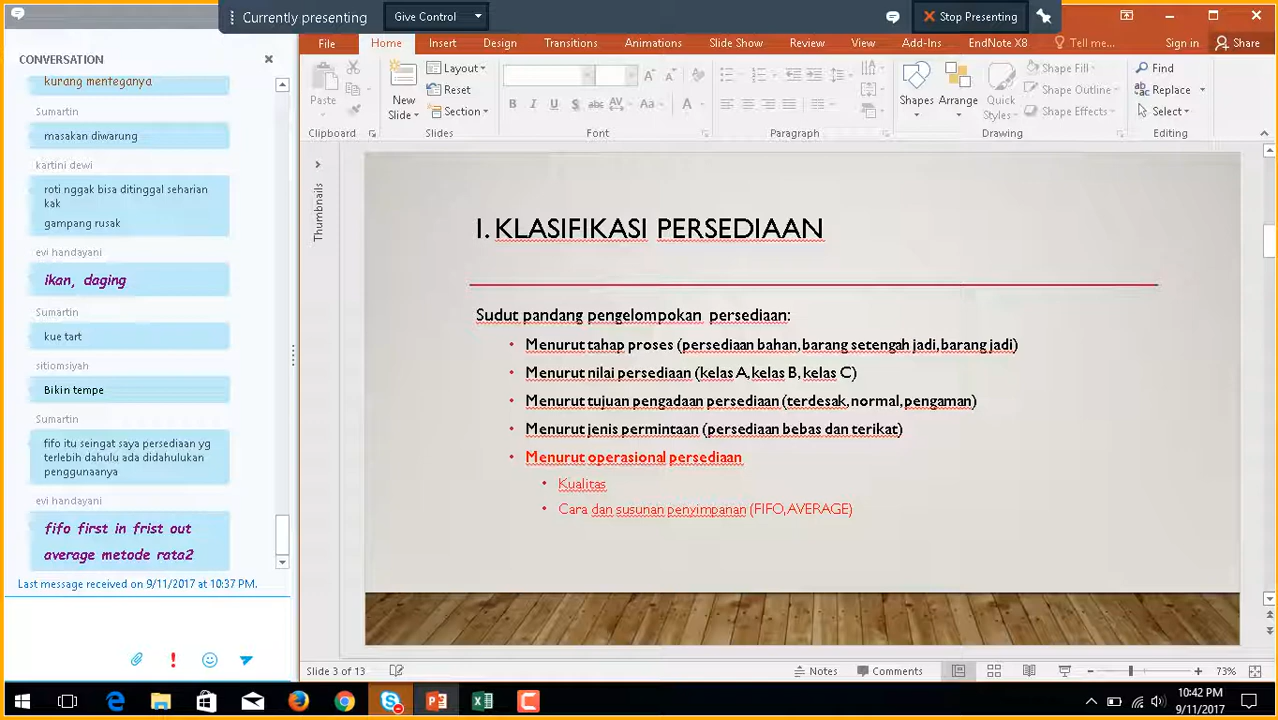 Currently presenting
Give Control
Stop Presenting
CONVERSATION
kurang
masakan diwarung
kartini dewi
roti nggak bisa ditinggal seharian
kak
gampang rusak
evi handayani
ikan, daging
Sumartin
kue tart
sitiomsiyah
Bikin tempe
Sumartin
fifo itu seingat saya persediaan yg
terlebih dahulu ada didahulukan
penggunaanya
evi handayani
fifo first in frist out
average metode rata2
Last message received on 9/11/2017 at 10:37 PM.
File
Home
Insert
Design
Transitions
Animations
Slide Show
Review
View
Add-Ins
EndNote X8
Tell me...
Sign in
Share
Paste
Clipboard
New
Slide
Layout
Reset
Section
Slides
B I U S abc AV Aa A
Font
Paragraph
Shapes
Arrange
Quick
Styles
Shape Fill
Shape Outline
Shape Effects
Drawing
Find
Replace
Select
Editing
Thumbnails
I. KLASIFIKASI PERSEDIAAN
Sudut pandang pengelompokan persediaan:
• Menurut tahap proses (persediaan bahan, barang setengah jadi, barang jadi)
• Menurut nilai persediaan (kelas A, kelas B, kelas C)
• Menurut tujuan pengadaan persediaan (terdesak, normal, pengaman)
• Menurut jenis permintaan (persediaan bebas dan terikat)
• Menurut operasional persediaan
• Kualitas
• Cara dan susunan penyimpanan (FIFO, AVERAGE)
Slide 3 of 13
Notes
Comments
73%
10:42 PM
9/11/2017